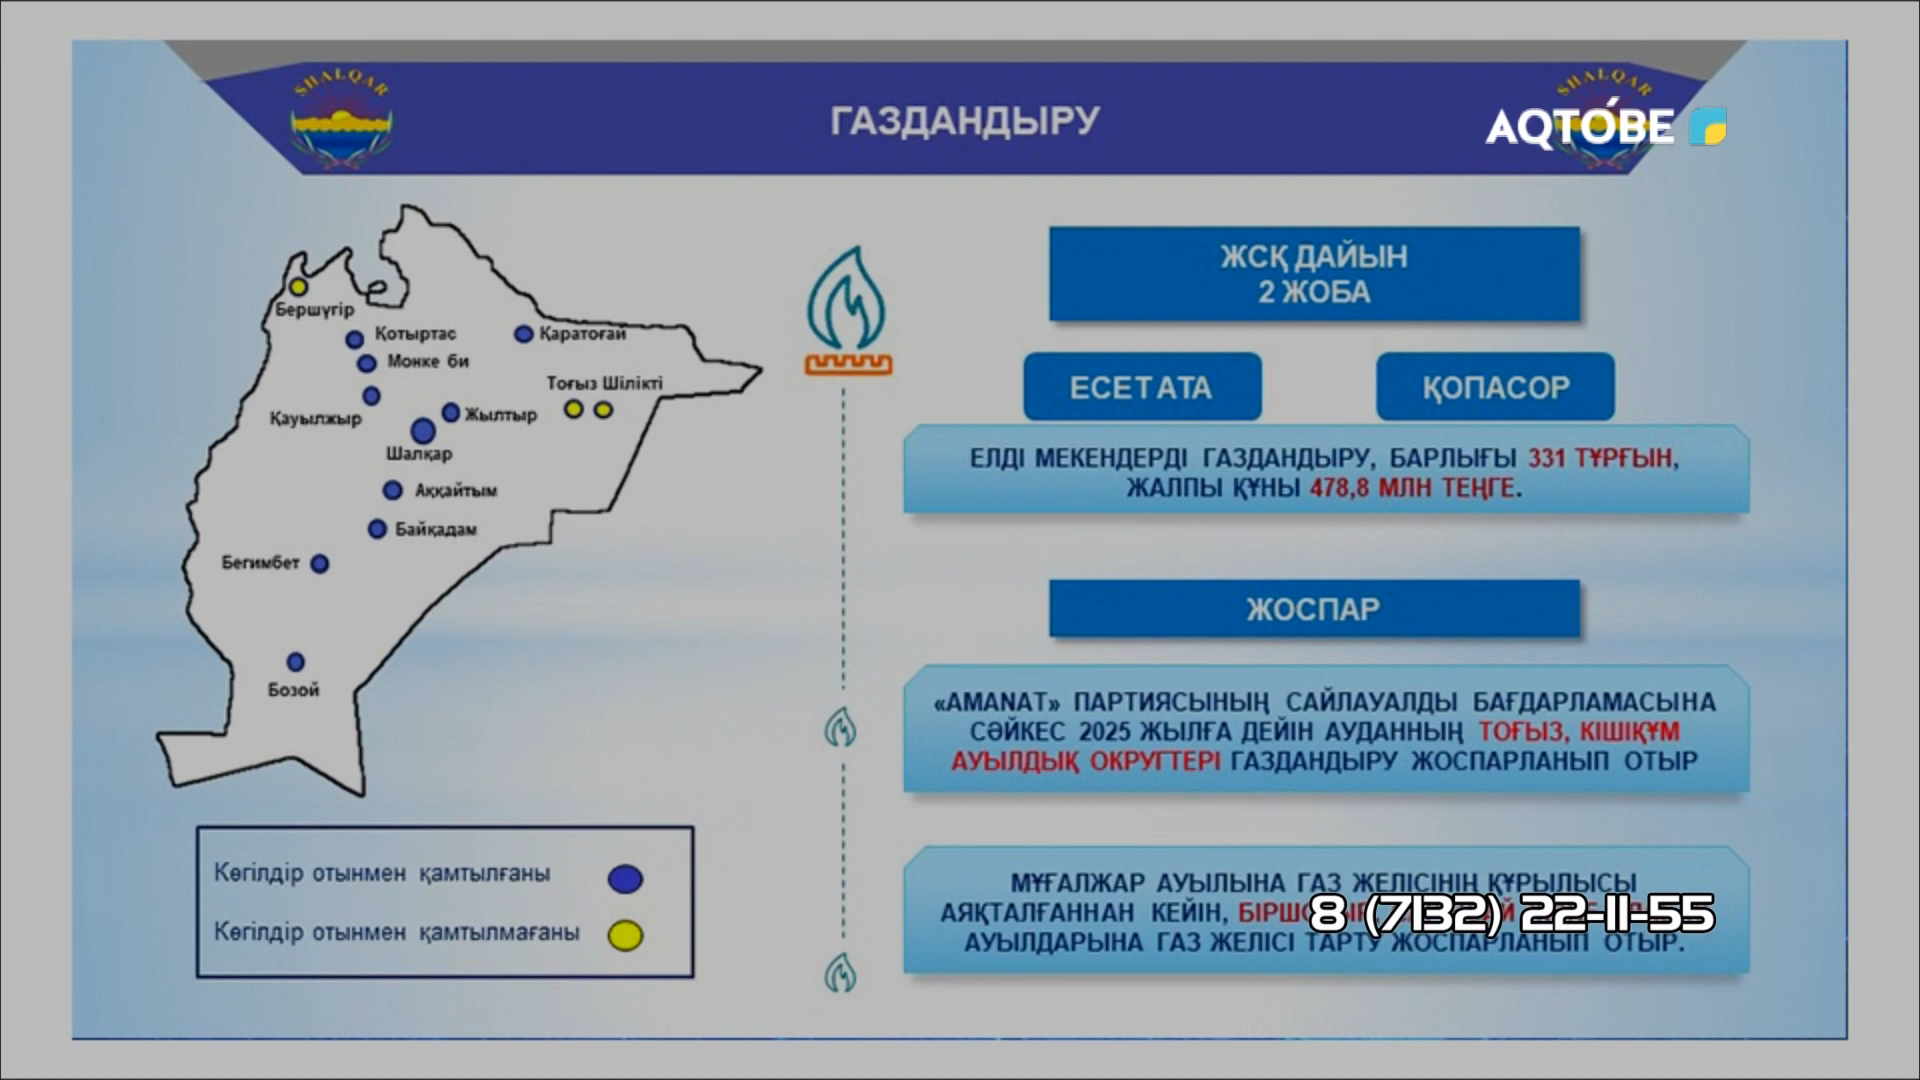 SHALQAR
ГАЗДАНДЫРУ
SHALQAR
AQTÓBE
Бершүгір
Қотыртас
Монке би
Қауылжыр
Жылтыр
Шалқар
Қаратоғай
Тоғыз Шілікті
Аққайтым
Байқадам
Бегимбет
Бозой
Көгілдір отынмен қамтылғаны
Көгілдір отынмен қамтылмағаны
ЖСҚ ДАЙЫН
2 ЖОБА
ЕСЕТ АТА
ҚОПАСОР
ЕЛДІ МЕКЕНДЕРДІ ГАЗДАНДЫРУ, БАРЛЫҒЫ 331 ТҰРҒЫН,
ЖАЛПЫ ҚҰНЫ 478,8 МЛН ТЕҢГЕ.
ЖОСПАР
«AMANAT» ПАРТИЯСЫНЫҢ САЙЛАУАЛДЫ БАҒДАРЛАМАСЫНА
СӘЙКЕС 2025 ЖЫЛҒА ДЕЙІН АУДАННЫҢ ТОҒЫЗ, КІШІҚҰМ
АУЫЛДЫҚ ОКРУГТЕРІ ГАЗДАНДЫРУ ЖОСПАРЛАНЫП ОТЫР
МҰҒАЛЖАР АУЫЛЫНА ГАЗ ЖЕЛІСІНІҢ ҚҰРЫЛЫСЫ
АЯҚТАЛҒАННАН КЕЙІН,
8 (7132) 22-11-55
АУЫЛДАРЫНА ГАЗ ЖЕЛІСІ ТАРТУ ЖОСПАРЛАНЫП ОТЫР.